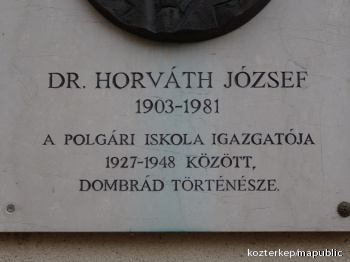 DR. HORVÁTH JÓZSEF
1903-1981
A POLGÁRI ISKOLA IGAZGATÓJA
1927-1948 KÖZÖTT,
DOMBRÁD TÖRTÉNÉSZE.
kozterkep/mapublic